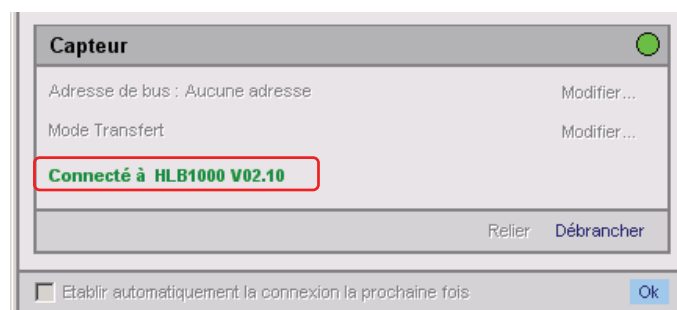 Capteur
Adresse de bus : Aucune adresse Modifier...
Mode Transfert Modifier...
Connecté à HLB1000 V02.10
Relier Débrancher
Etablir automatiquement la connexion la prochaine fois Ok